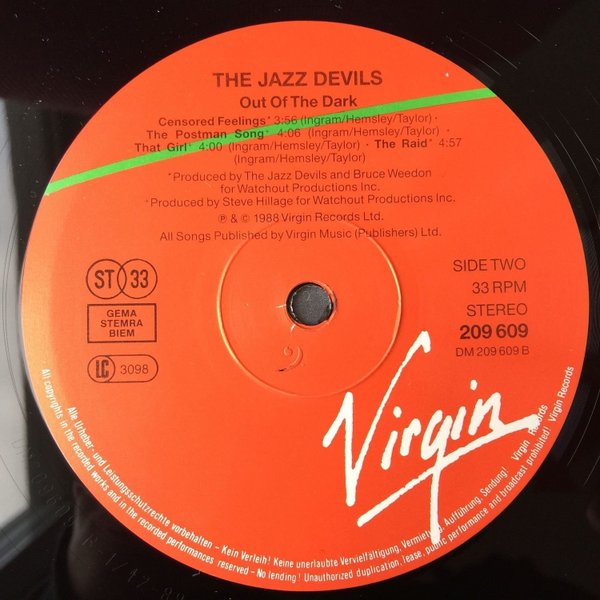 THE JAZZ DEVILS
Out Of The Dark
Censored Feelings* 3:56 (Ingram/Hemsley/Taylor) ·
The Postman Song+ 4:06 (Ingram/Hemsley/Taylor) ·
That Girl+ 4:00 (Ingram/Hemsley/Taylor) · The Raid* 4:57
(Ingram/Hemsley/Taylor)
*Produced by The Jazz Devils and Bruce Weedon
for Watchout Productions Inc.
+Produced by Steve Hillage for Watchout Productions Inc.
℗ & © 1988 Virgin Records Ltd.
All Songs Published by Virgin Music (Publishers) Ltd.
ST 33
GEMA
STEMRA
BIEM
LC 3098
SIDE TWO
33 RPM
STEREO
209 609
DM 209 609 B
Virgin
Alle Urheber- und Leistungsschutzrechte vorbehalten – Kein Verleih! Keine unerlaubte Vervielfältigung, Vermietung, Aufführung, Sendung! Virgin Records
All copyrights in the recorded works and in the recorded performances reserved – No lending! Unauthorized duplication, lease, public performance and broadcast prohibited! Virgin Records